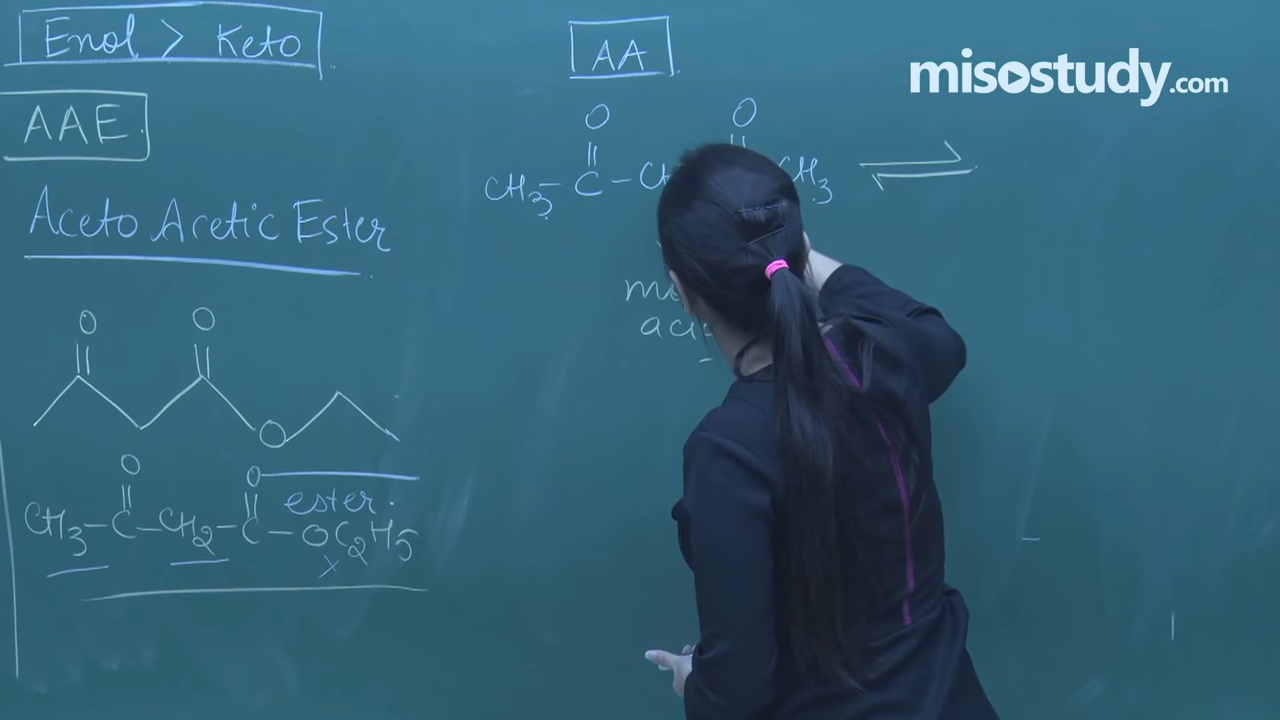 Enol > Keto
AAE.
Aceto Acetic Ester
O O
O
O O
ester.
CH3-C-CH2-C-OC2H5
x
AA
misostudy.com
O O
CH3-C- CH3